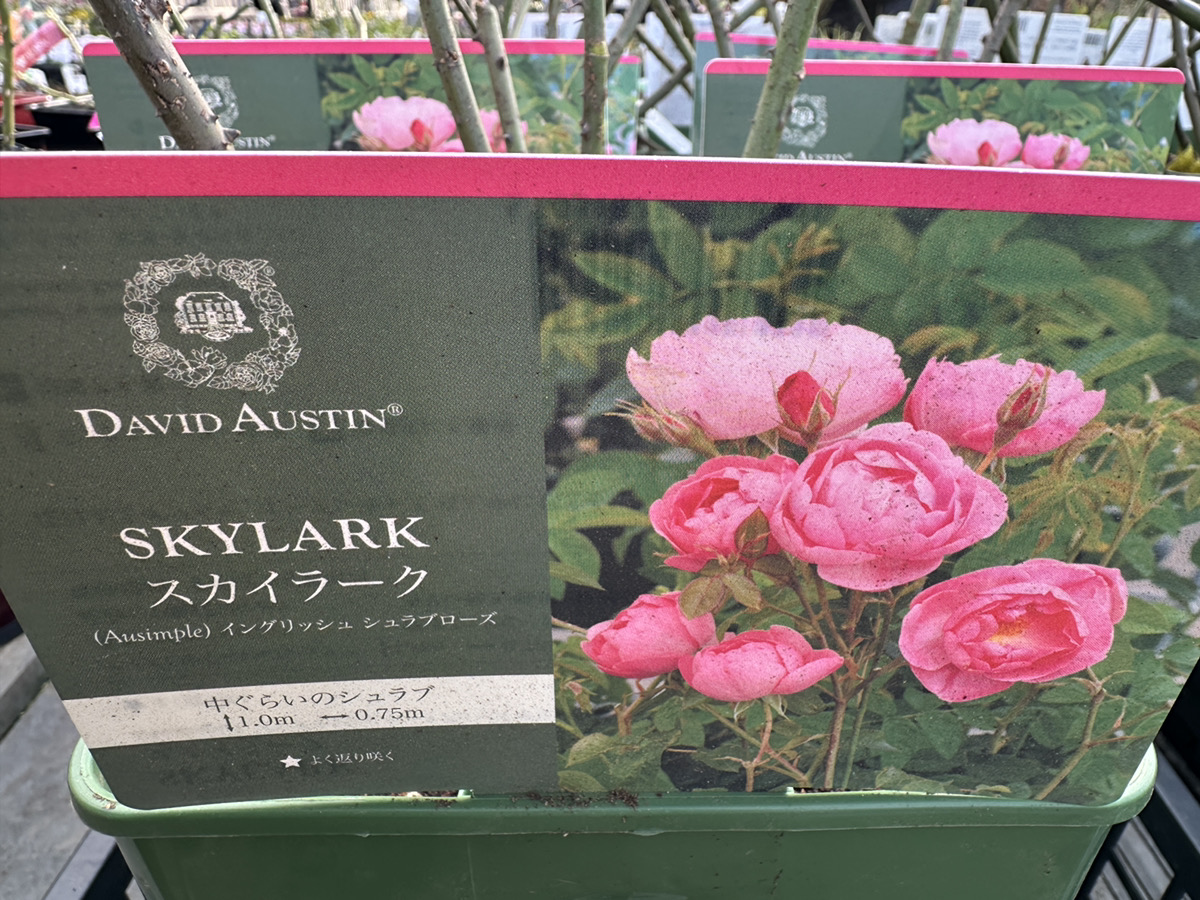 DAVID AUSTIN
DAVID AUSTIN
DAVID AUSTIN®
SKYLARK
スカイラーク
(Ausimple) イングリッシュ シュラブローズ
中ぐらいのシュラブ
↕1.0m ↔0.75m
★ よく返り咲く